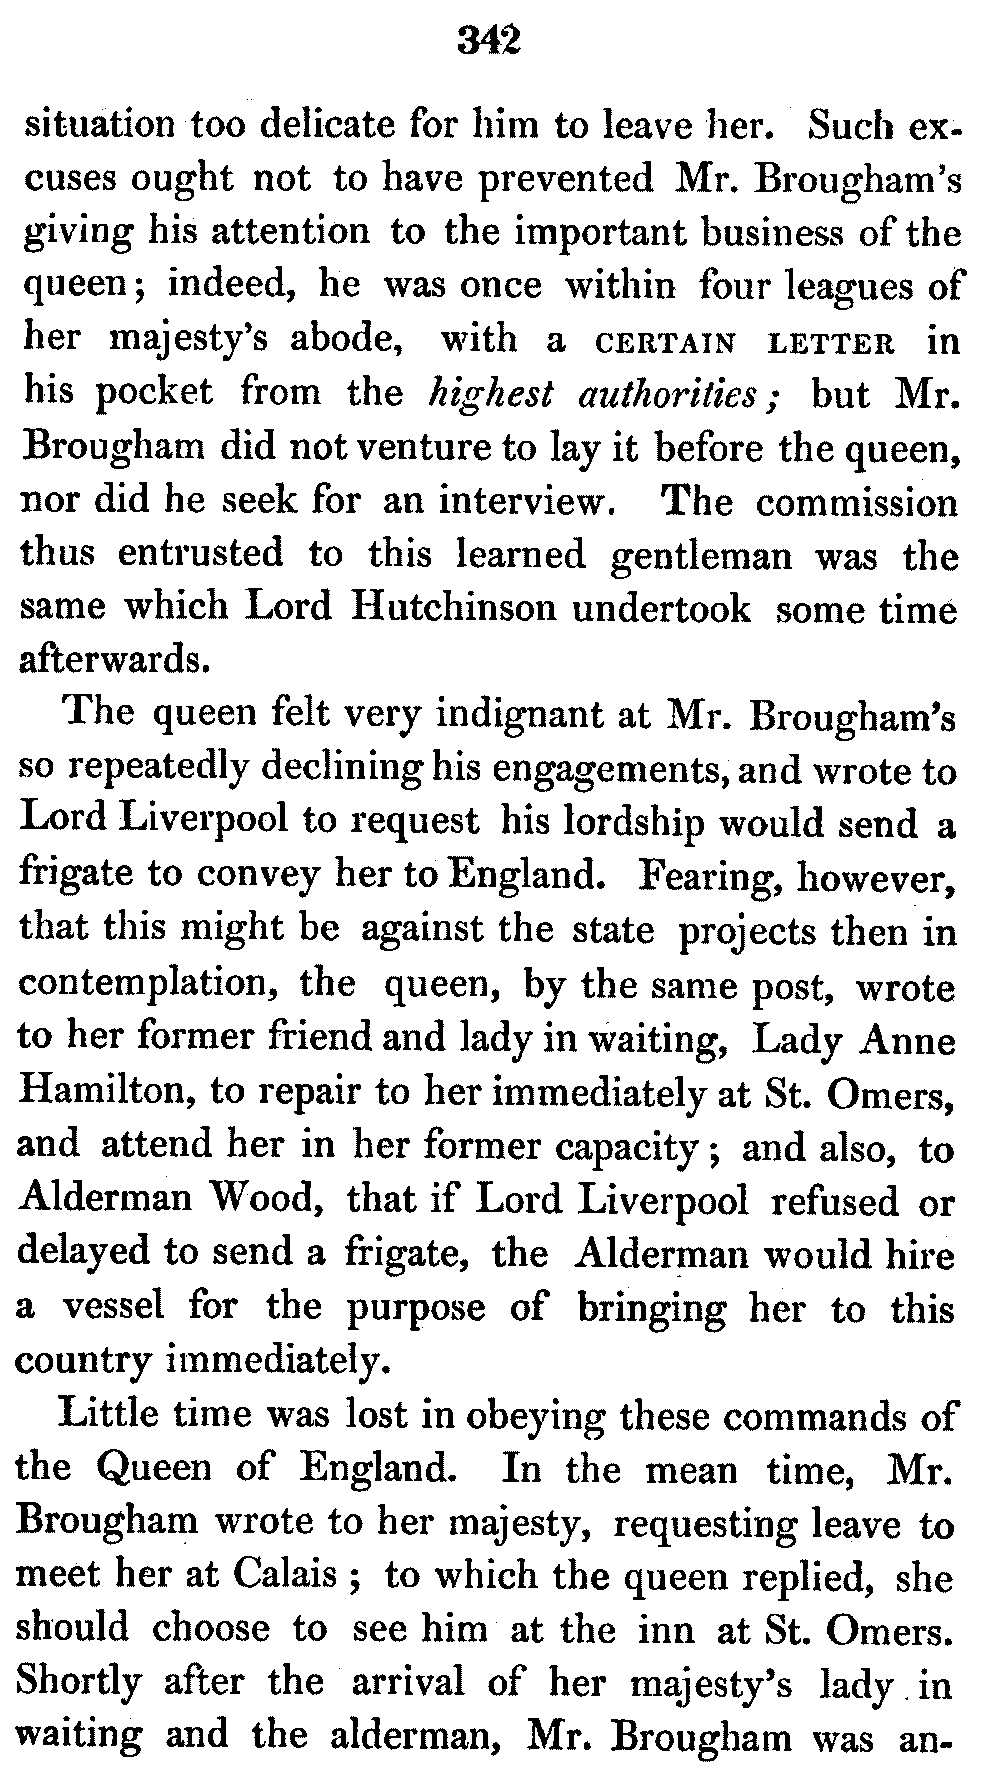 342
situation too delicate for him to leave her. Such ex-
cuses ought not to have prevented Mr. Brougham's
giving his attention to the important business of the
queen; indeed, he was once within four leagues of
her majesty's abode, with a CERTAIN LETTER in
his pocket from the highest authorities; but Mr.
Brougham did not venture to lay it before the queen,
nor did he seek for an interview. The commission
thus entrusted to this learned gentleman was the
same which Lord Hutchinson undertook some time
afterwards.
The queen felt very indignant at Mr. Brougham's
so repeatedly declining his engagements, and wrote to
Lord Liverpool to request his lordship would send a
frigate to convey her to England. Fearing, however,
that this might be against the state projects then in
contemplation, the queen, by the same post, wrote
to her former friend and lady in waiting, Lady Anne
Hamilton, to repair to her immediately at St. Omers,
and attend her in her former capacity; and also, to
Alderman Wood, that if Lord Liverpool refused or
delayed to send a frigate, the Alderman would hire
a vessel for the purpose of bringing her to this
country immediately.
Little time was lost in obeying these commands of
the Queen of England. In the mean time, Mr.
Brougham wrote to her majesty, requesting leave to
meet her at Calais; to which the queen replied, she
should choose to see him at the inn at St. Omers.
Shortly after the arrival of her majesty's lady in
waiting and the alderman, Mr. Brougham was an-